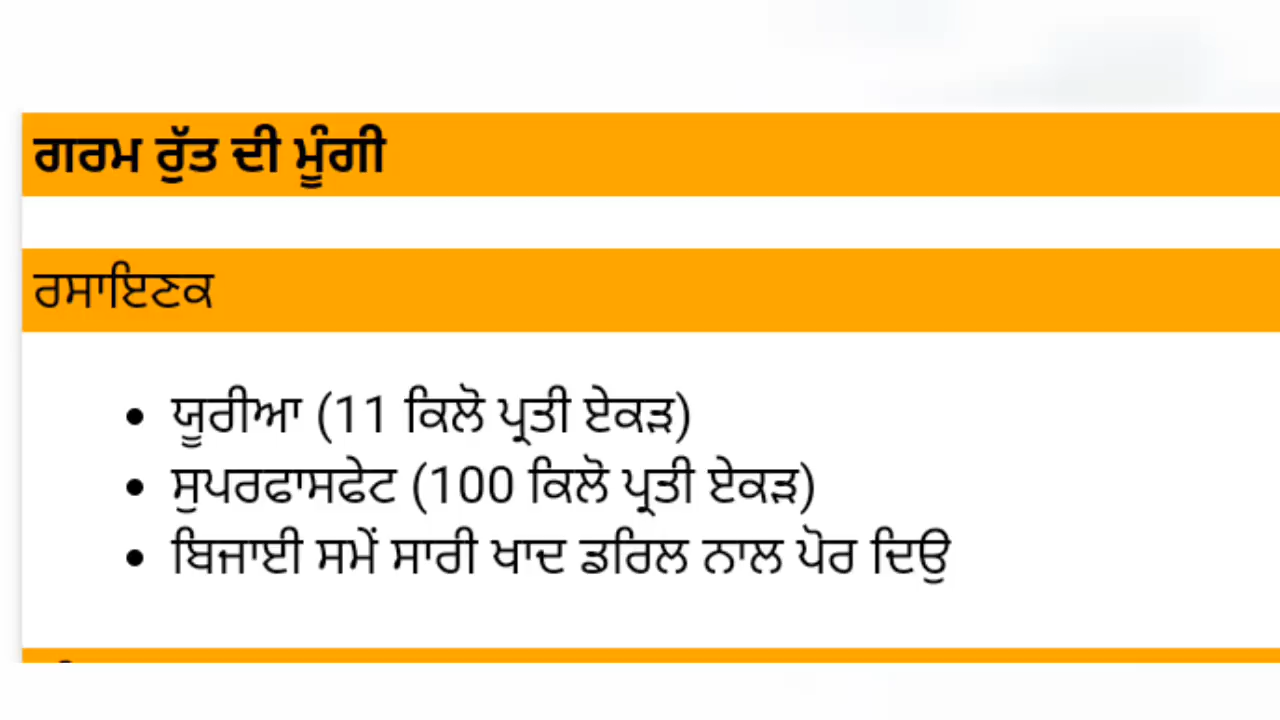 ਗਰਮ ਰੁੱਤ ਦੀ ਮੂੰਗੀ
ਰਸਾਇਣਕ
• ਯੂਰੀਆ (11 ਕਿਲੋ ਪ੍ਰਤੀ ਏਕੜ)
• ਸੁਪਰਫਾਸਫੇਟ (100 ਕਿਲੋ ਪ੍ਰਤੀ ਏਕੜ)
• ਬਿਜਾਈ ਸਮੇਂ ਸਾਰੀ ਖਾਦ ਡਰਿਲ ਨਾਲ ਪੋਰ ਦਿਉ